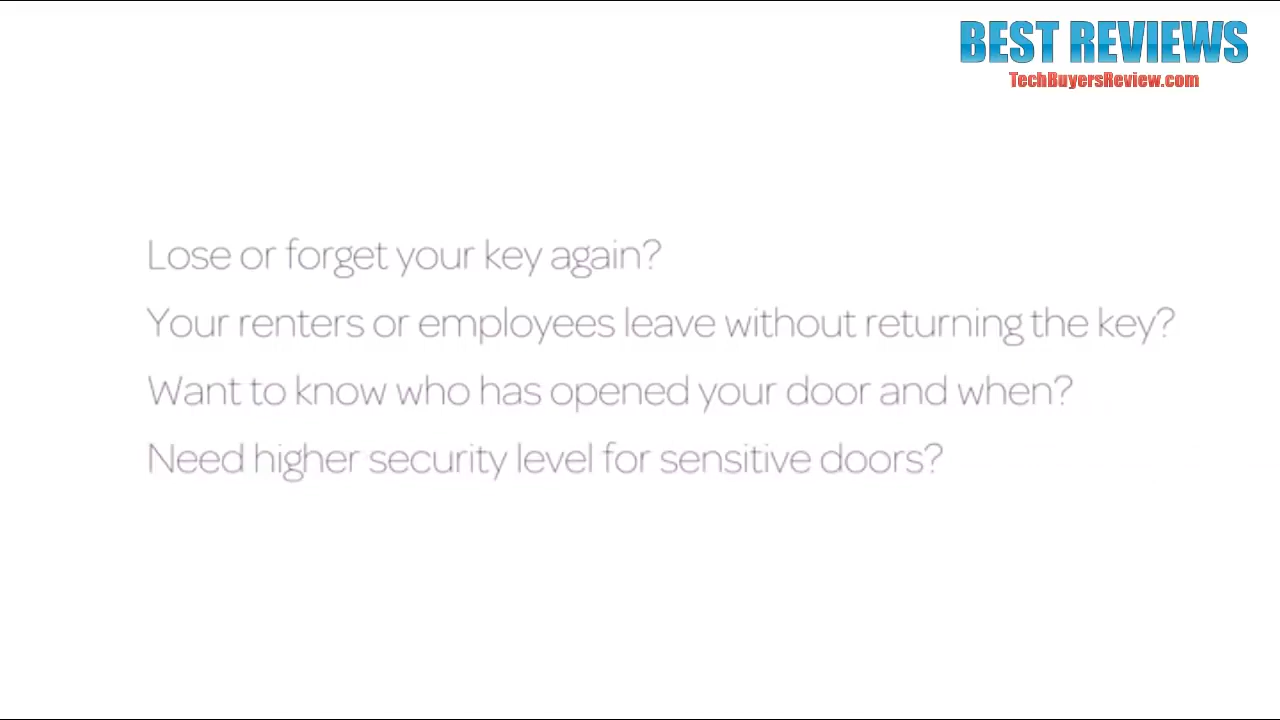 BEST REVIEWS
TechBuyersReview.com
Lose or forget your key again?
Your renters or employees leave without returning the key?
Want to know who has opened your door and when?
Need higher security level for sensitive doors?